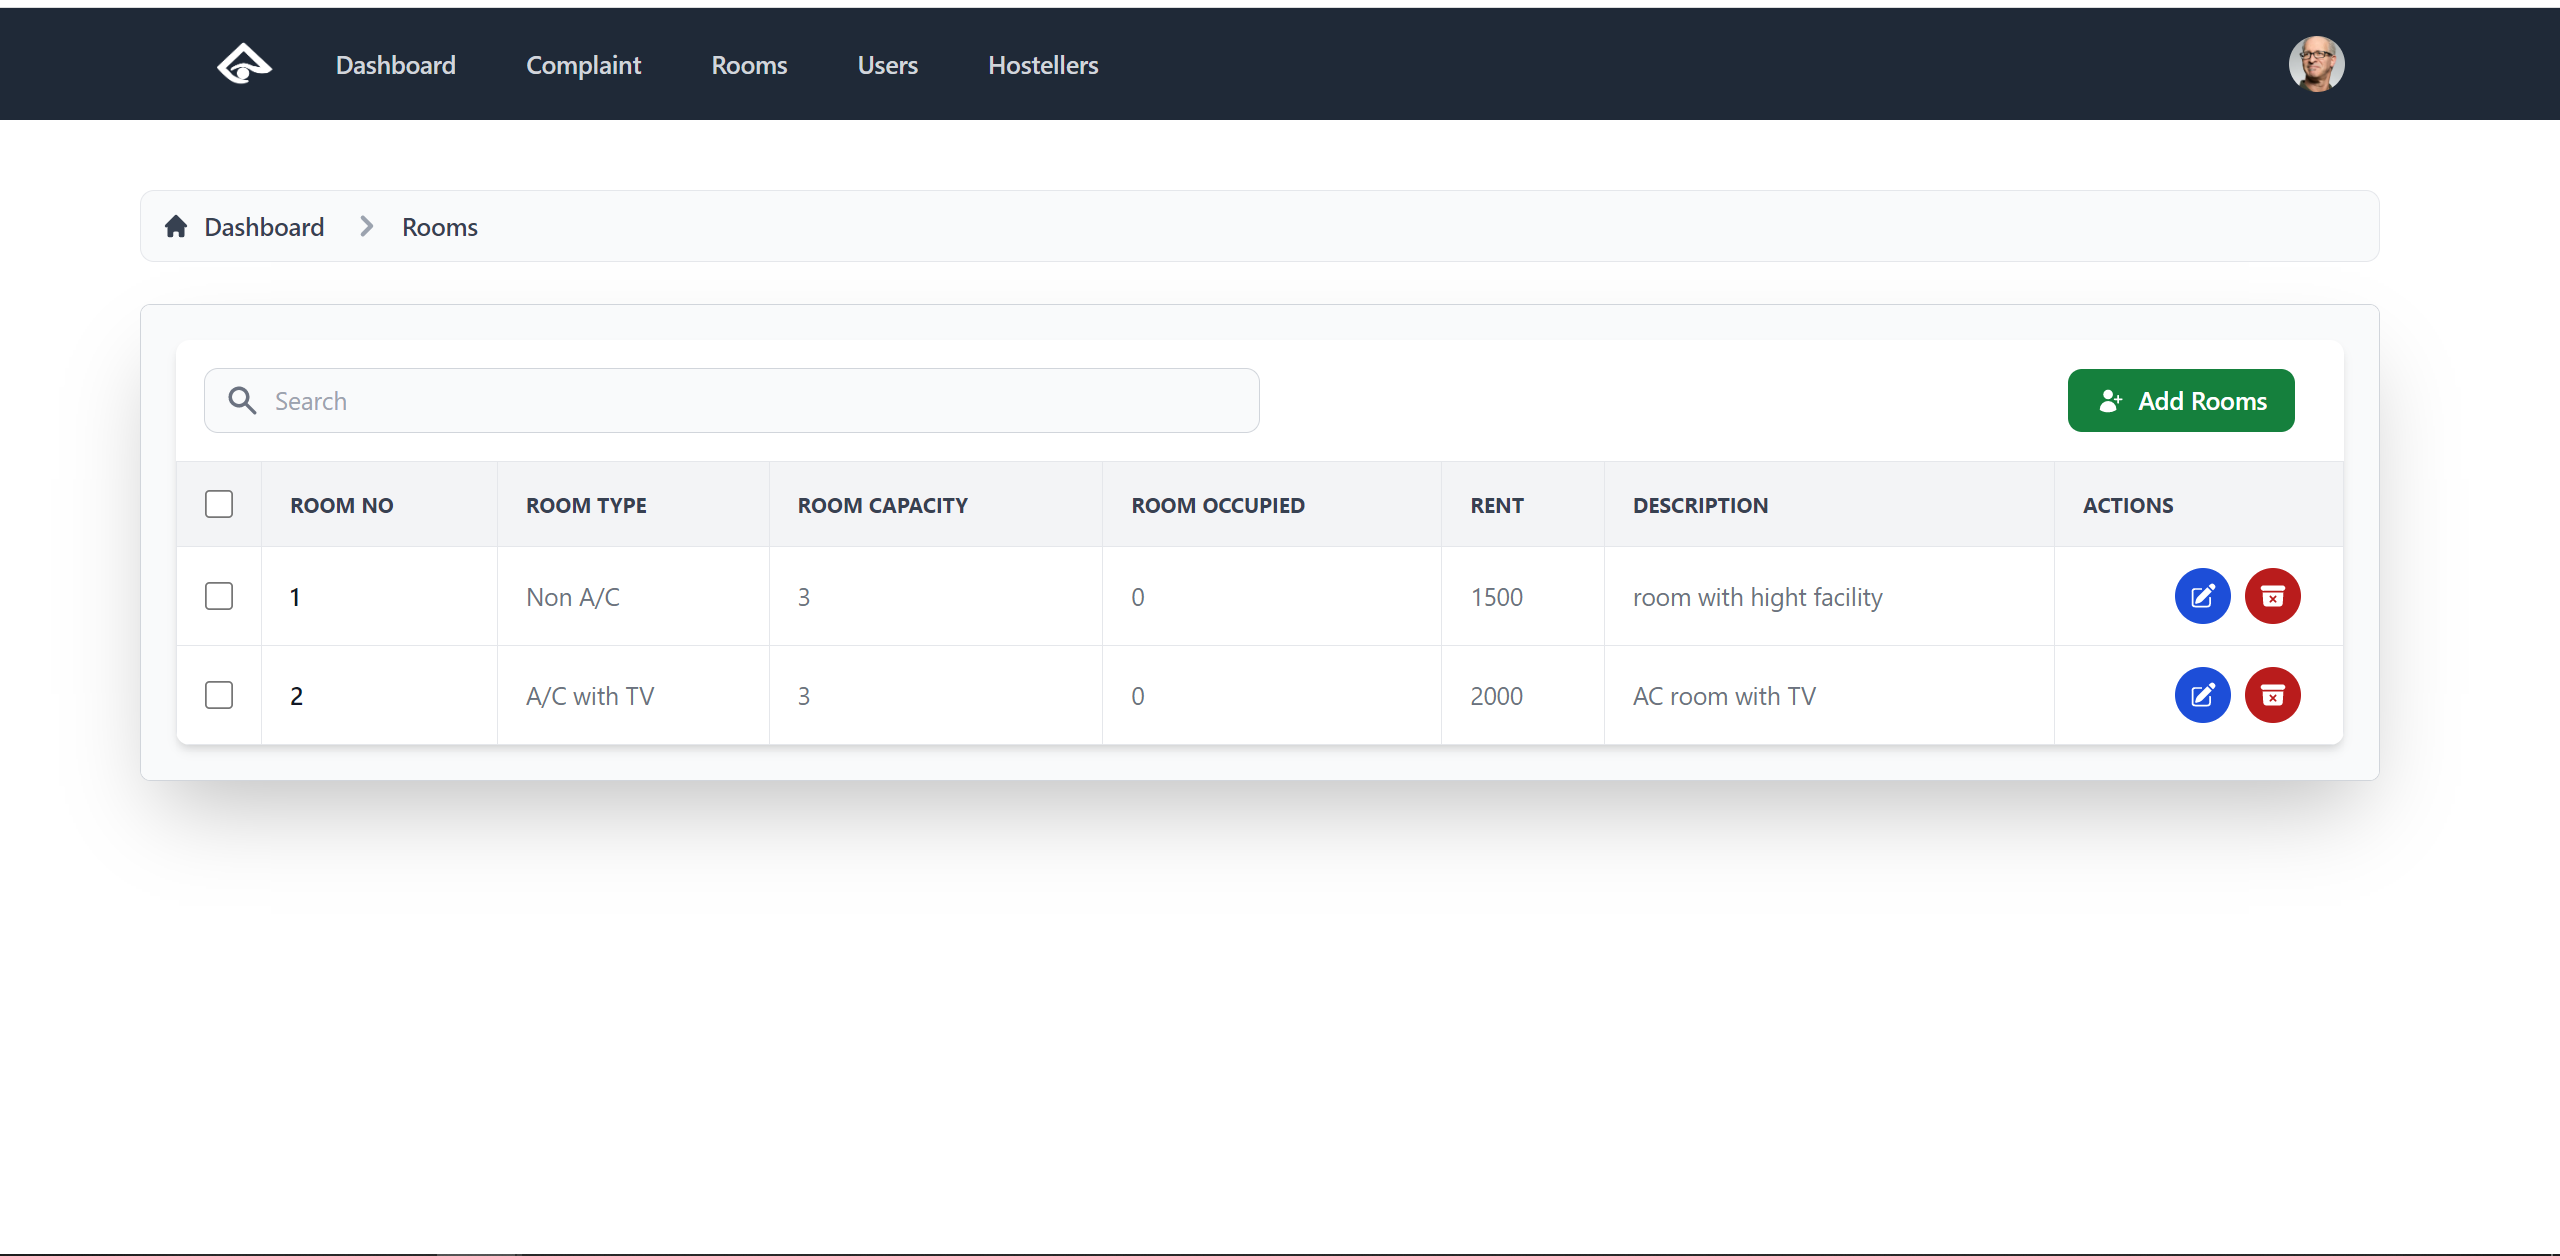 Dashboard Complaint Rooms Users Hostellers
Dashboard Rooms
Search Add Rooms
ROOM NO ROOM TYPE ROOM CAPACITY ROOM OCCUPIED RENT DESCRIPTION ACTIONS
1 Non A/C 3 0 1500 room with hight facility
2 A/C with TV 3 0 2000 AC room with TV